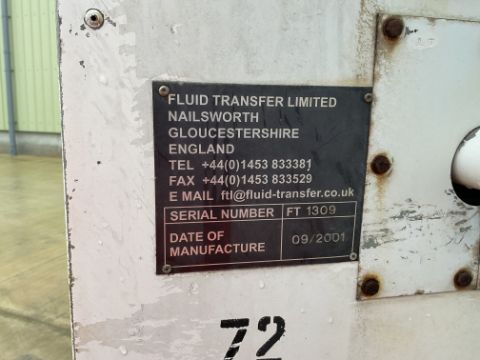 FLUID TRANSFER LIMITED
NAILSWORTH
GLOUCESTERSHIRE
ENGLAND
TEL +44(0)1453 833381
FAX +44(0)1453 833529
E MAIL ftl@fluid-transfer.co.uk
SERIAL NUMBER FT 1309
DATE OF
MANUFACTURE 09/2001
72